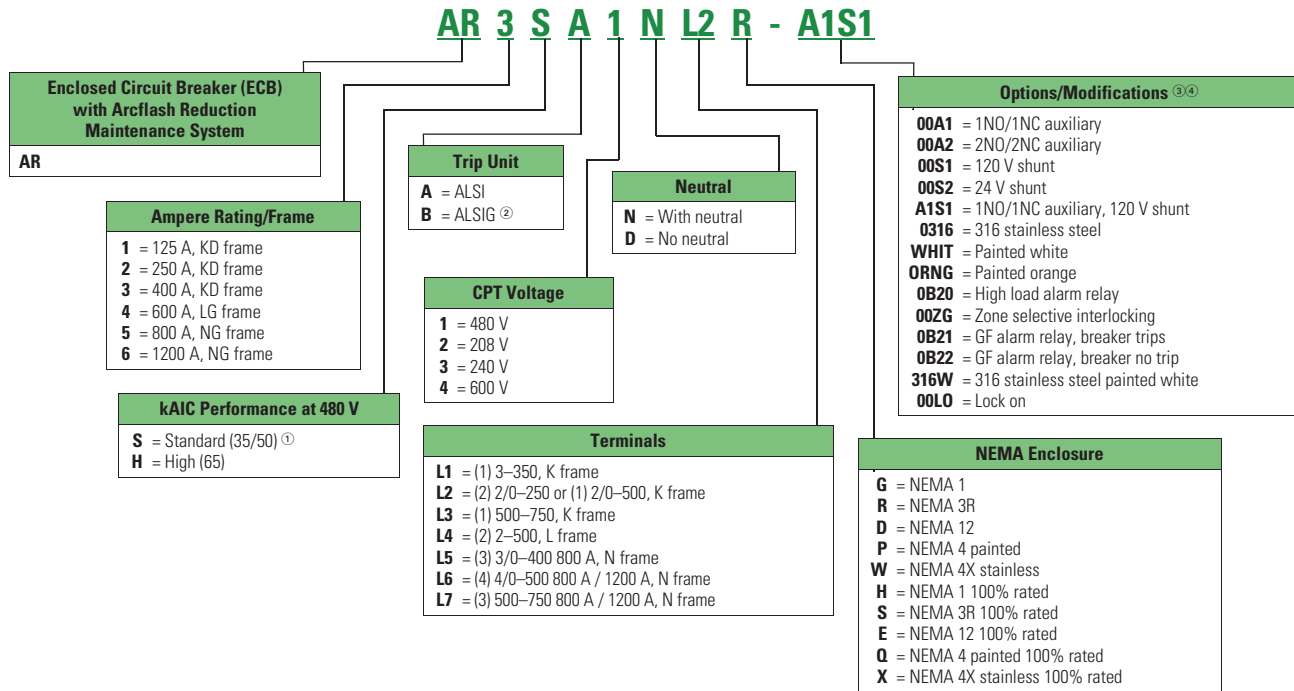 AR 3 S A 1 N L2 R - A1S1
Enclosed Circuit Breaker (ECB)
with Arcflash Reduction
Maintenance System
AR
Ampere Rating/Frame
1 = 125 A, KD frame
2 = 250 A, KD frame
3 = 400 A, KD frame
4 = 600 A, LG frame
5 = 800 A, NG frame
6 = 1200 A, NG frame
kAIC Performance at 480 V
S = Standard (35/50) ①
H = High (65)
Trip Unit
A = ALSI
B = ALSIG ②
CPT Voltage
1 = 480 V
2 = 208 V
3 = 240 V
4 = 600 V
Neutral
N = With neutral
D = No neutral
Terminals
L1 = (1) 3–350, K frame
L2 = (2) 2/0–250 or (1) 2/0–500, K frame
L3 = (1) 500–750, K frame
L4 = (2) 2–500, L frame
L5 = (3) 3/0–400 800 A, N frame
L6 = (4) 4/0–500 800 A / 1200 A, N frame
L7 = (3) 500–750 800 A / 1200 A, N frame
Options/Modifications ③④
00A1 = 1NO/1NC auxiliary
00A2 = 2NO/2NC auxiliary
00S1 = 120 V shunt
00S2 = 24 V shunt
A1S1 = 1NO/1NC auxiliary, 120 V shunt
0316 = 316 stainless steel
WHIT = Painted white
ORNG = Painted orange
0B20 = High load alarm relay
00ZG = Zone selective interlocking
0B21 = GF alarm relay, breaker trips
0B22 = GF alarm relay, breaker no trip
316W = 316 stainless steel painted white
00LO = Lock on
NEMA Enclosure
G = NEMA 1
R = NEMA 3R
D = NEMA 12
P = NEMA 4 painted
W = NEMA 4X stainless
H = NEMA 1 100% rated
S = NEMA 3R 100% rated
E = NEMA 12 100% rated
Q = NEMA 4 painted 100% rated
X = NEMA 4X stainless 100% rated